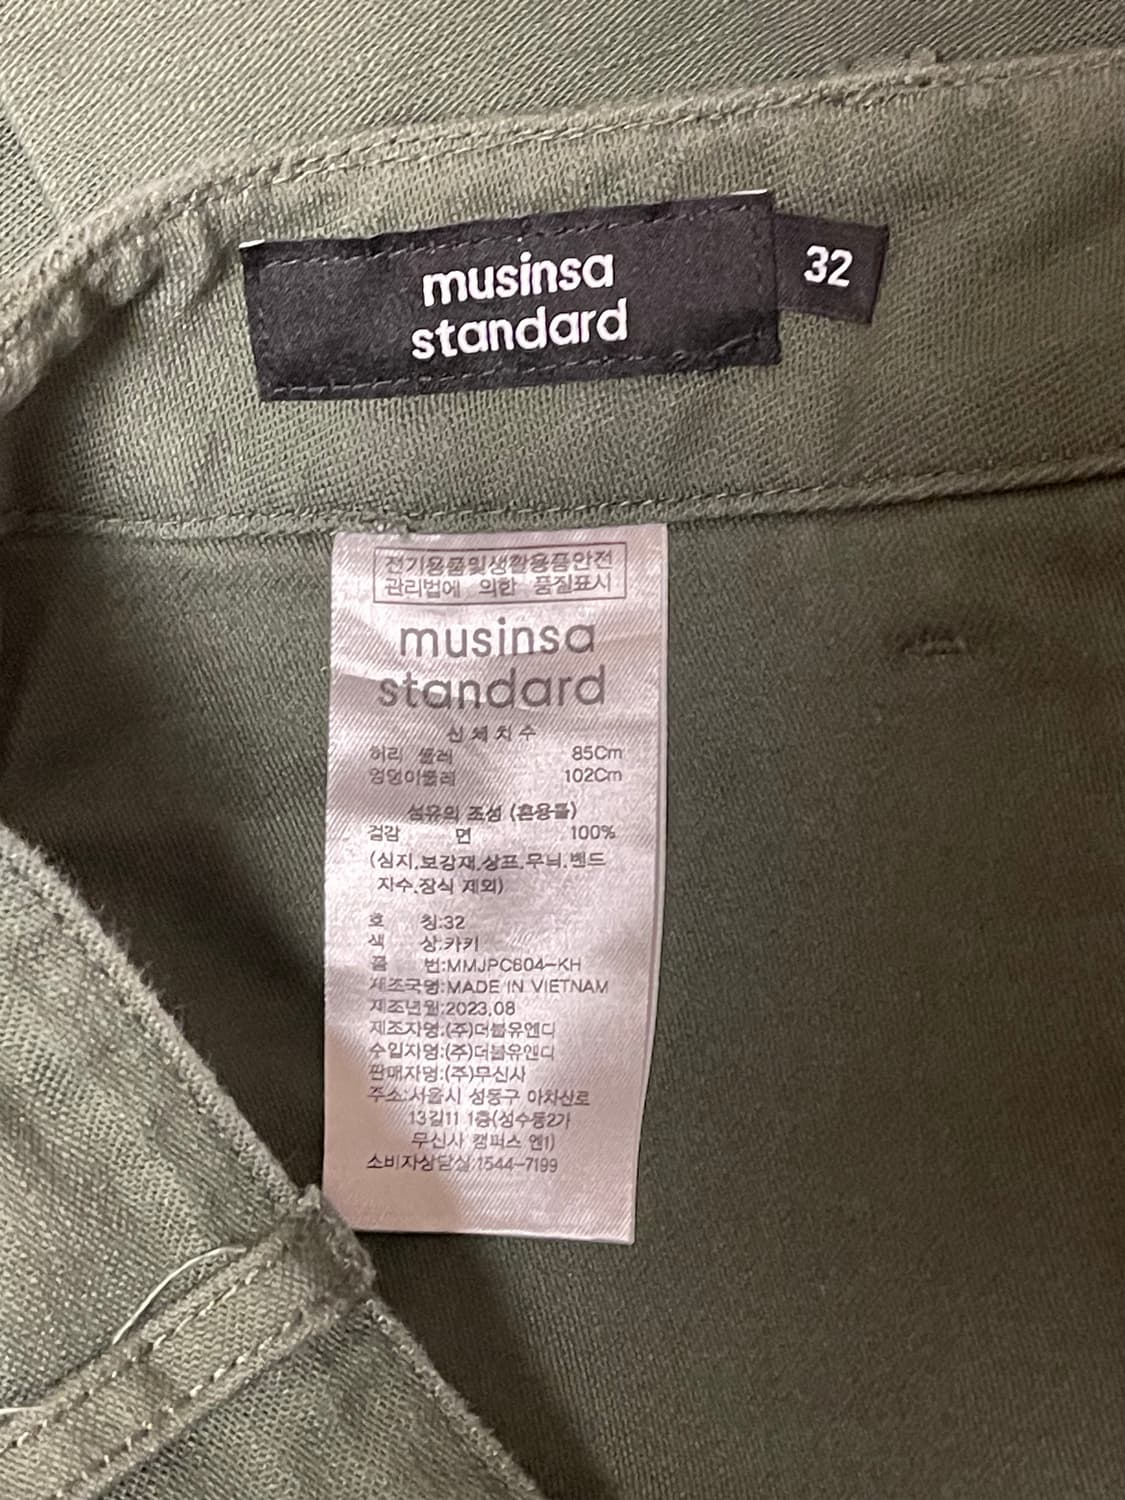 musinsa
standard
32
전기용품및생활용품안전
관리법에 의한 품질표시
musinsa
standard
신체치수
허리 둘레 85Cm
엉덩이둘레 102Cm
섬유의 조성 (혼용률)
겉감 면 100%
(심지,보강재,상표,무늬,밴드
자수,장식 제외)
호 칭:32
색 상:카키
품 번:MMJPC604-KH
제조국명:MADE IN VIETNAM
제조년월:2023.08
제조자명:(주)더블유앤디
수입자명:(주)더블유앤디
판매자명:(주)무신사
주소:서울시 성동구 아차산로
13길11 1층(성수동2가
무신사 캠퍼스 엔1)
소비자상담실:1544-7199